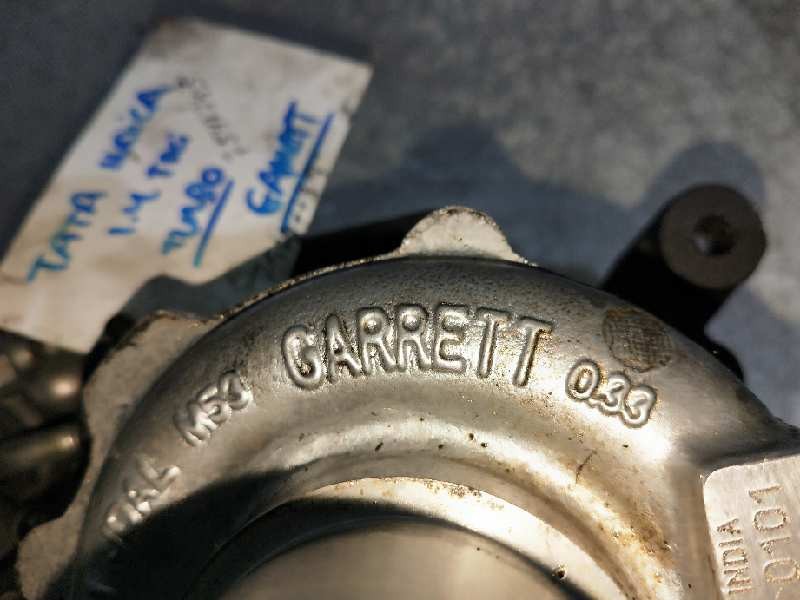 TATA INDICA
1.4 TDI
TURBO
GARRETT
M53 GARRETT 0.33
INDIA
0101